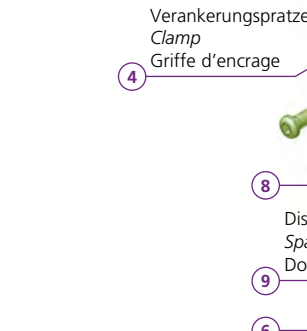 Verankerungspratze
Clamp
Griffe d'encrage
4
8
Dis
Spa
Do
9
6